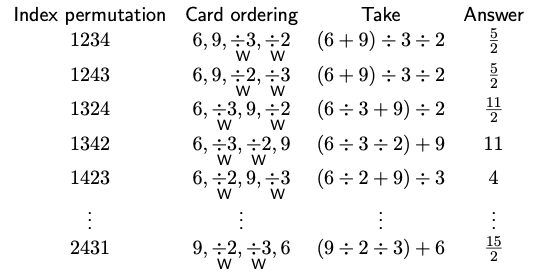 Index permutation Card ordering Take Answer
1234 6, 9, ÷3, ÷2 (6 + 9) ÷ 3 ÷ 2 5/2
W W
1243 6, 9, ÷2, ÷3 (6 + 9) ÷ 3 ÷ 2 5/2
W W
1324 6, ÷3, 9, ÷2 (6 ÷ 3 + 9) ÷ 2 11/2
W W
1342 6, ÷3, ÷2, 9 (6 ÷ 3 ÷ 2) + 9 11
W W
1423 6, ÷2, 9, ÷3 (6 ÷ 2 + 9) ÷ 3 4
W W
⋮ ⋮ ⋮ ⋮
2431 9, ÷2, ÷3, 6 (9 ÷ 2 ÷ 3) + 6 15/2
W W